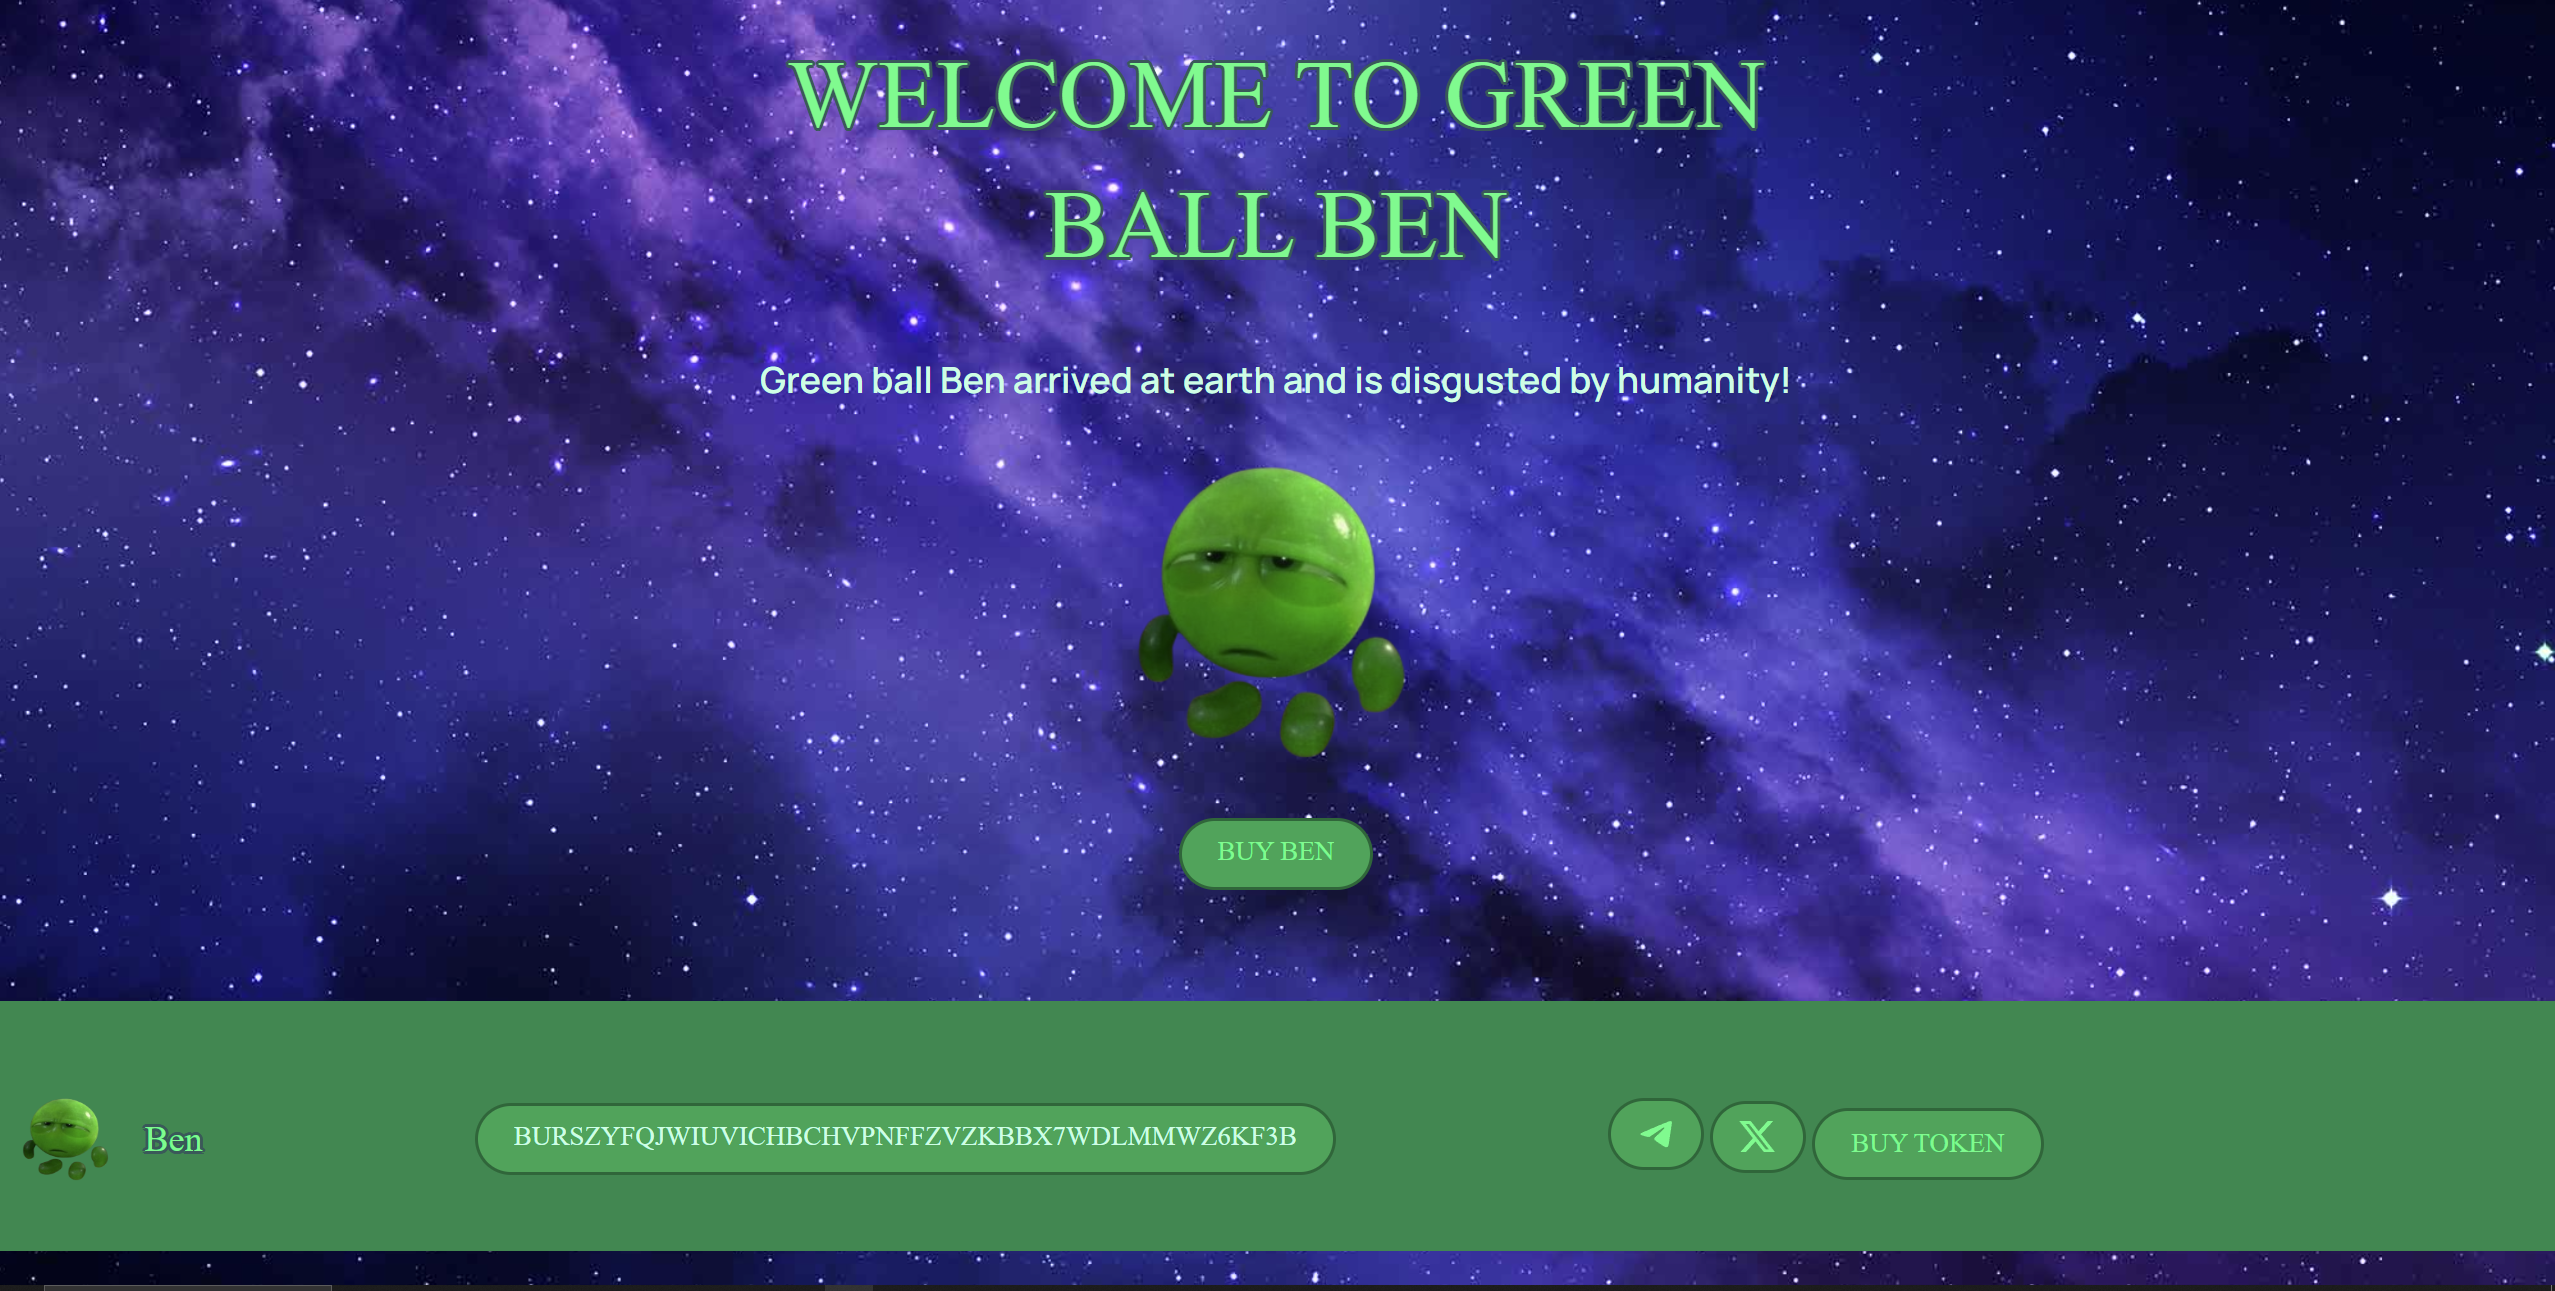 WELCOME TO GREEN
BALL BEN
Green ball Ben arrived at earth and is disgusted by humanity!
BUY BEN
Ben
BURSZYFQJWIUVICHBCHVPNFFZVZKBBX7WDLMMWZ6KF3B
BUY TOKEN